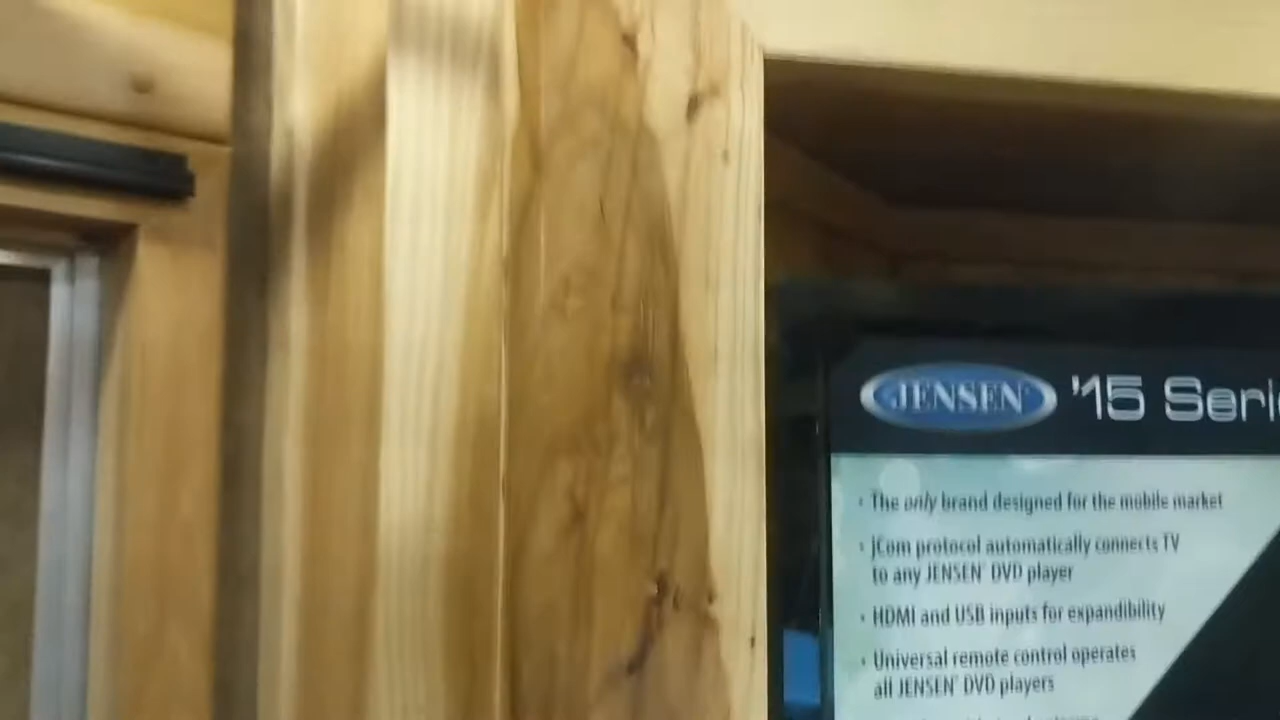 JENSEN '15
• The only brand designed for the mobile market
• JCom protocol automatically connects TV
to any JENSEN® DVD player
• HDMI and USB inputs for expandibility
• Universal remote control operates
all JENSEN® DVD players